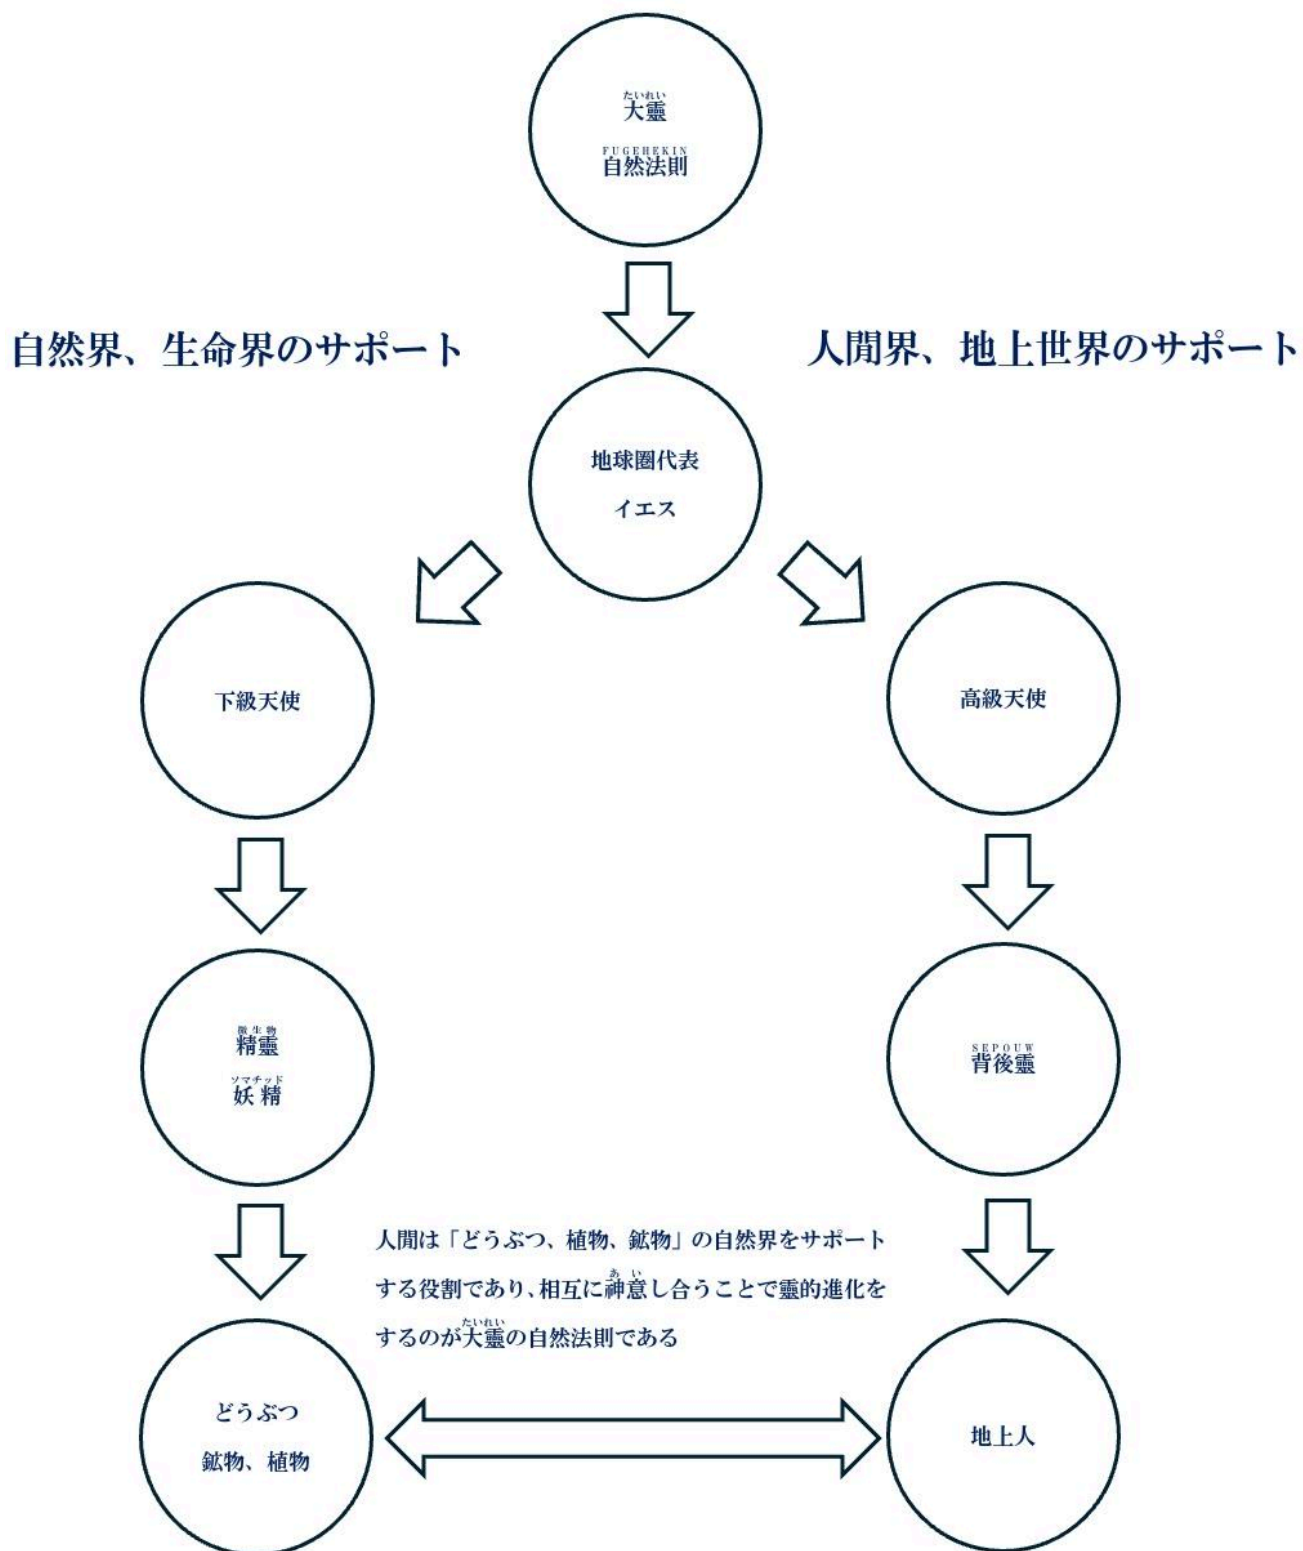 たいれい
大靈
FUGEHEKIN
自然法則
自然界、生命界のサポート
人閒界、地上世界のサポート
地球圏代表
イエス
下級天使
高級天使
微生物
精靈
ソマチッド
妖精
SEPOUW
背後靈
人閒は「どうぶつ、植物、鉱物」の自然界をサポート
あい
する役割であり、相互に神意し合うことで靈的進化を
たいれい
するのが大靈の自然法則である
どうぶつ
鉱物、植物
地上人